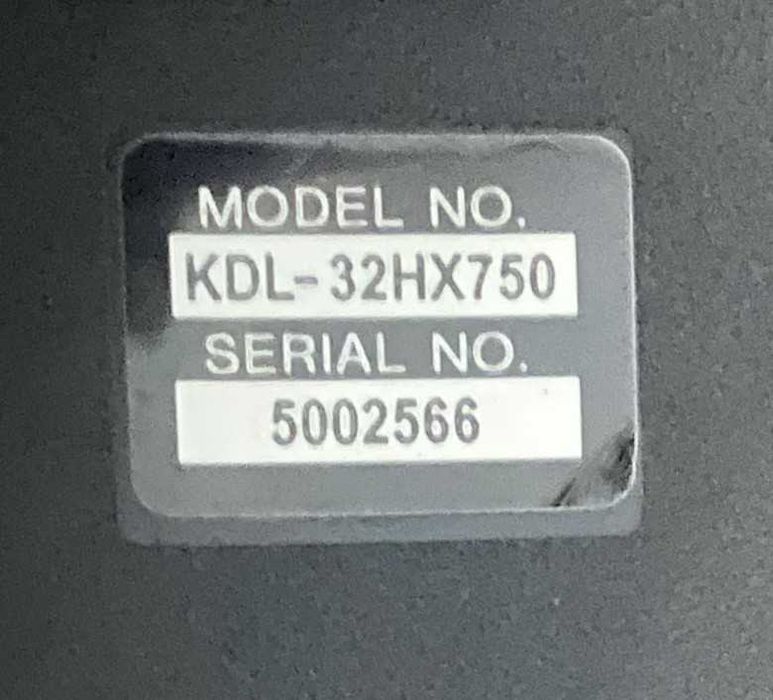 MODEL NO.
KDL-32HX750
SERIAL NO.
5002566